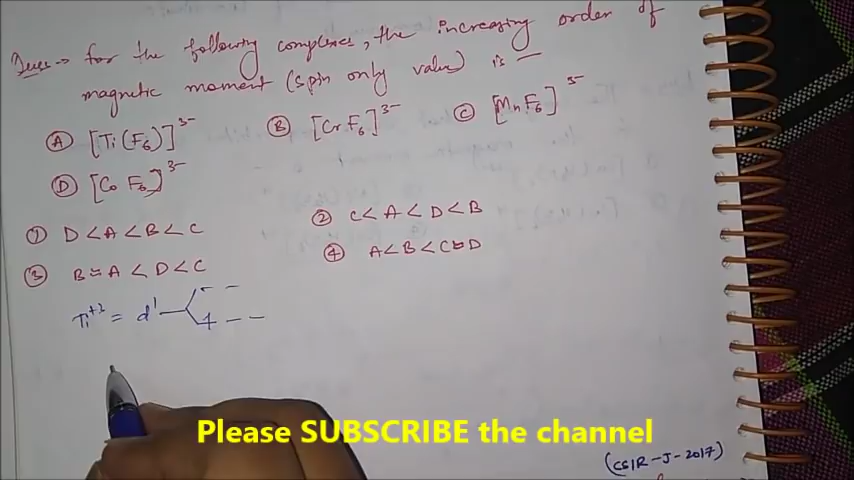 Ques → for the following complexes, the increasing order of
magnetic moment (spin only value) is —
(A) [Ti(F₆)]³⁻ (B) [CrF₆]³⁻ (C) [MnF₆]³⁻
(D) [CoF₆]³⁻
(1) D < A < B < C (2) C < A < D < B
(3) B ≈ A < D < C (4) A < B < C ≈ D
Ti⁺³ = d¹
Please SUBSCRIBE the channel
(CSIR-J-2017)